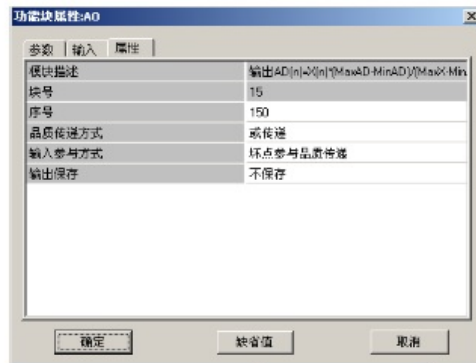 功能块属性:AO
参数 输入 属性
模块描述 输出AD[n]=X[n]*(MaxAD-MinAD)/(MaxX-Min
块号 15
序号 150
品质传递方式 或传递
输入参与方式 坏点参与品质传递
输出保存 不保存
确定 缺省值 取消